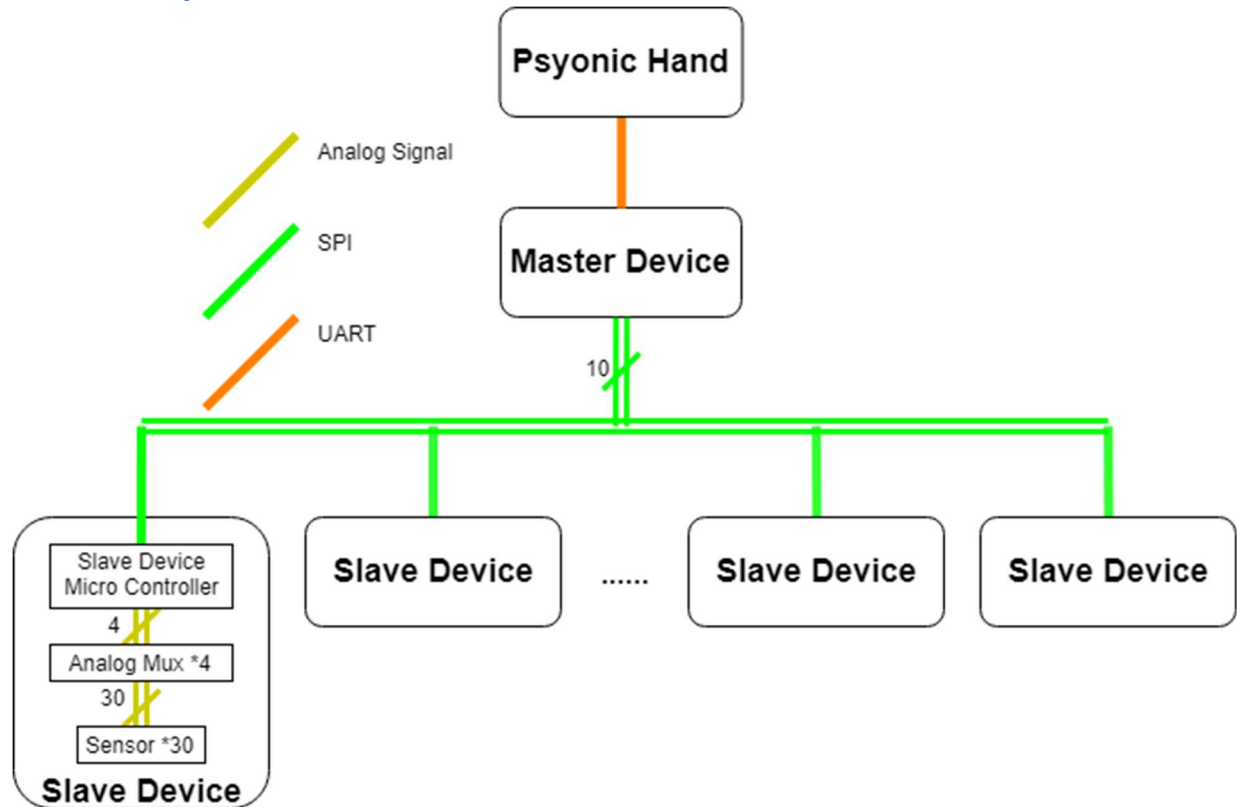 Psyonic Hand
Analog Signal
SPI
UART
Master Device
10
Slave Device
Micro Controller
4
Analog Mux *4
30
Sensor *30
Slave Device
Slave Device
......
Slave Device
Slave Device